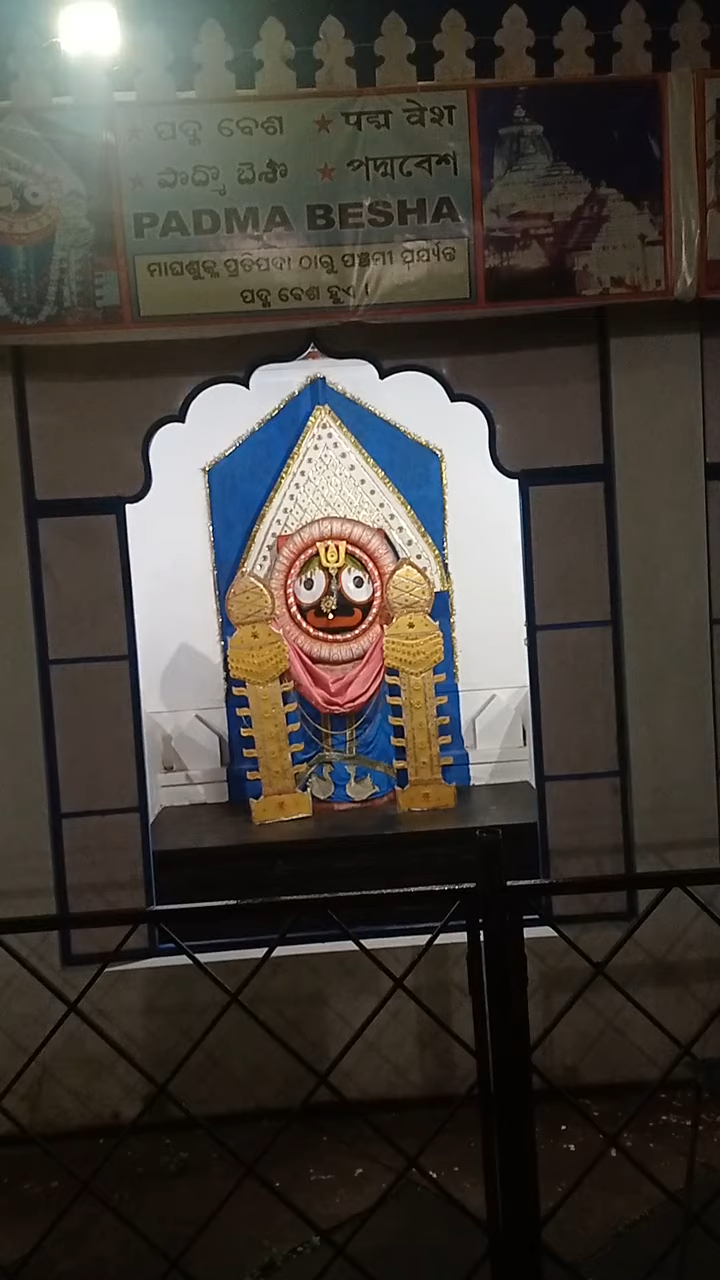 ପଦ୍ମ ବେଶ ★ पद्म वेश
পদ্মবেশ
PADMA BESHA
ମାଘଶୁକ୍ଳ ପ୍ରତିପଦା ଠାରୁ ପଞ୍ଚମୀ ପର୍ଯ୍ୟନ୍ତ
ପଦ୍ମ ବେଶ ହୁଏ ।